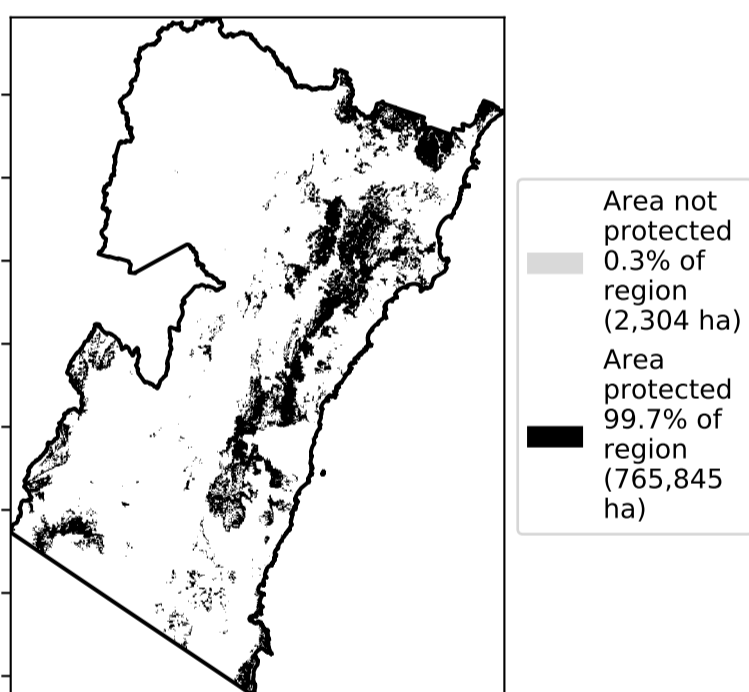 Area not
protected
0.3% of
region
(2,304 ha)
Area
protected
99.7% of
region
(765,845
ha)